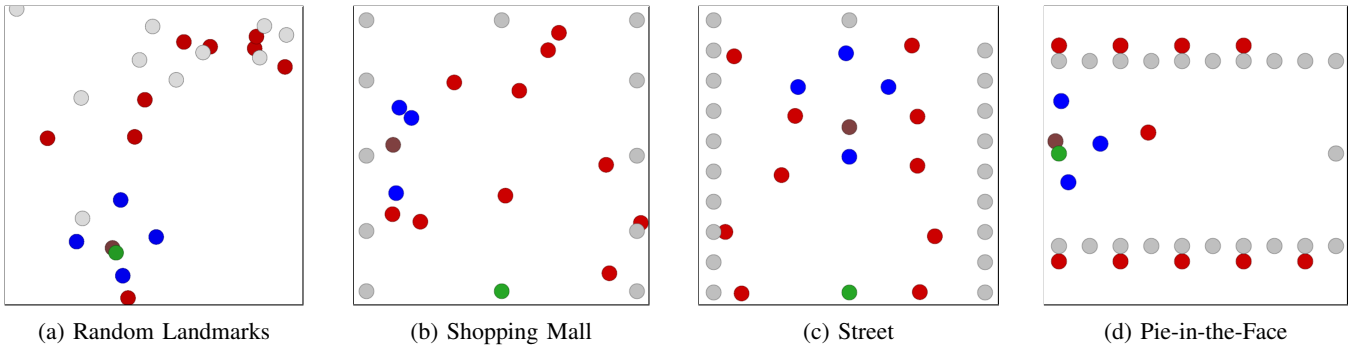 (a) Random Landmarks
(b) Shopping Mall
(c) Street
(d) Pie-in-the-Face